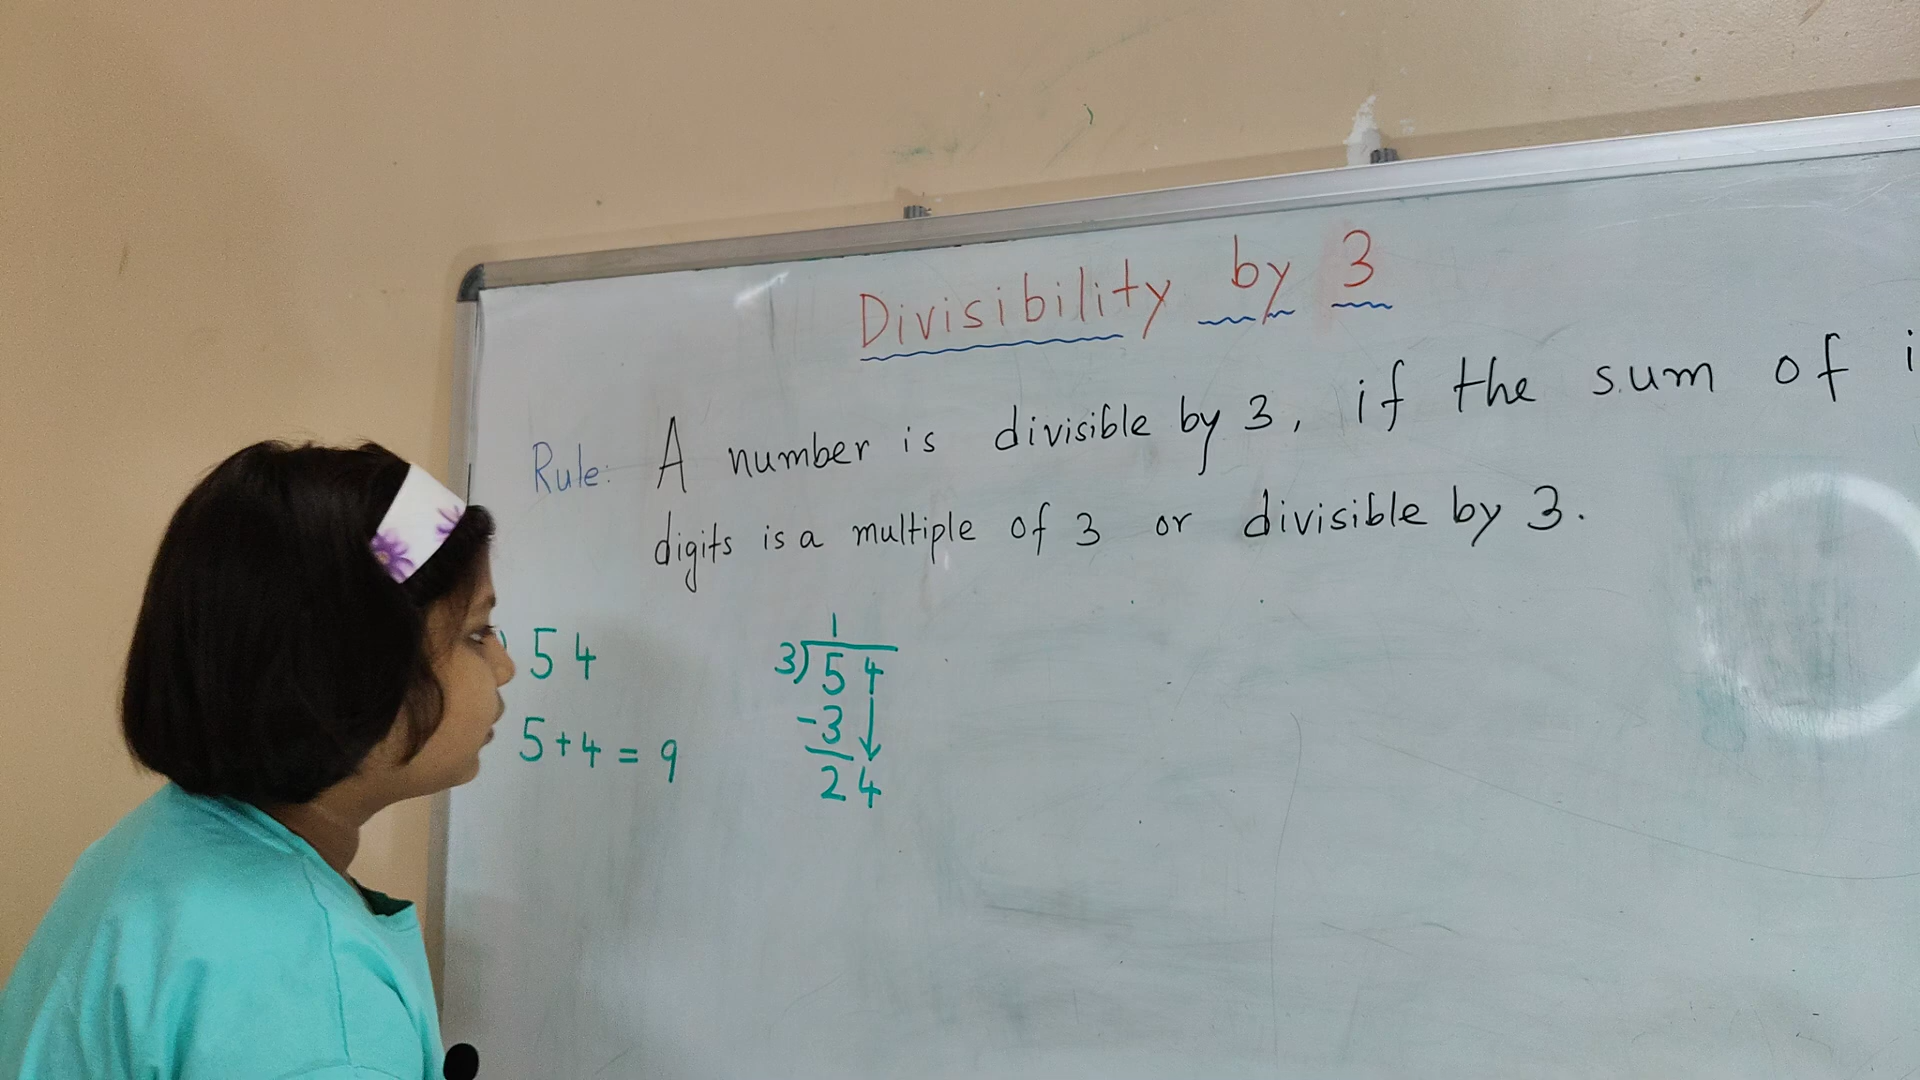 Divisibility by 3
Rule: A number is divisible by 3, if the sum of i
digits is a multiple of 3 or divisible by 3.
) 54
5+4 = 9
1
3) 54
-3
24